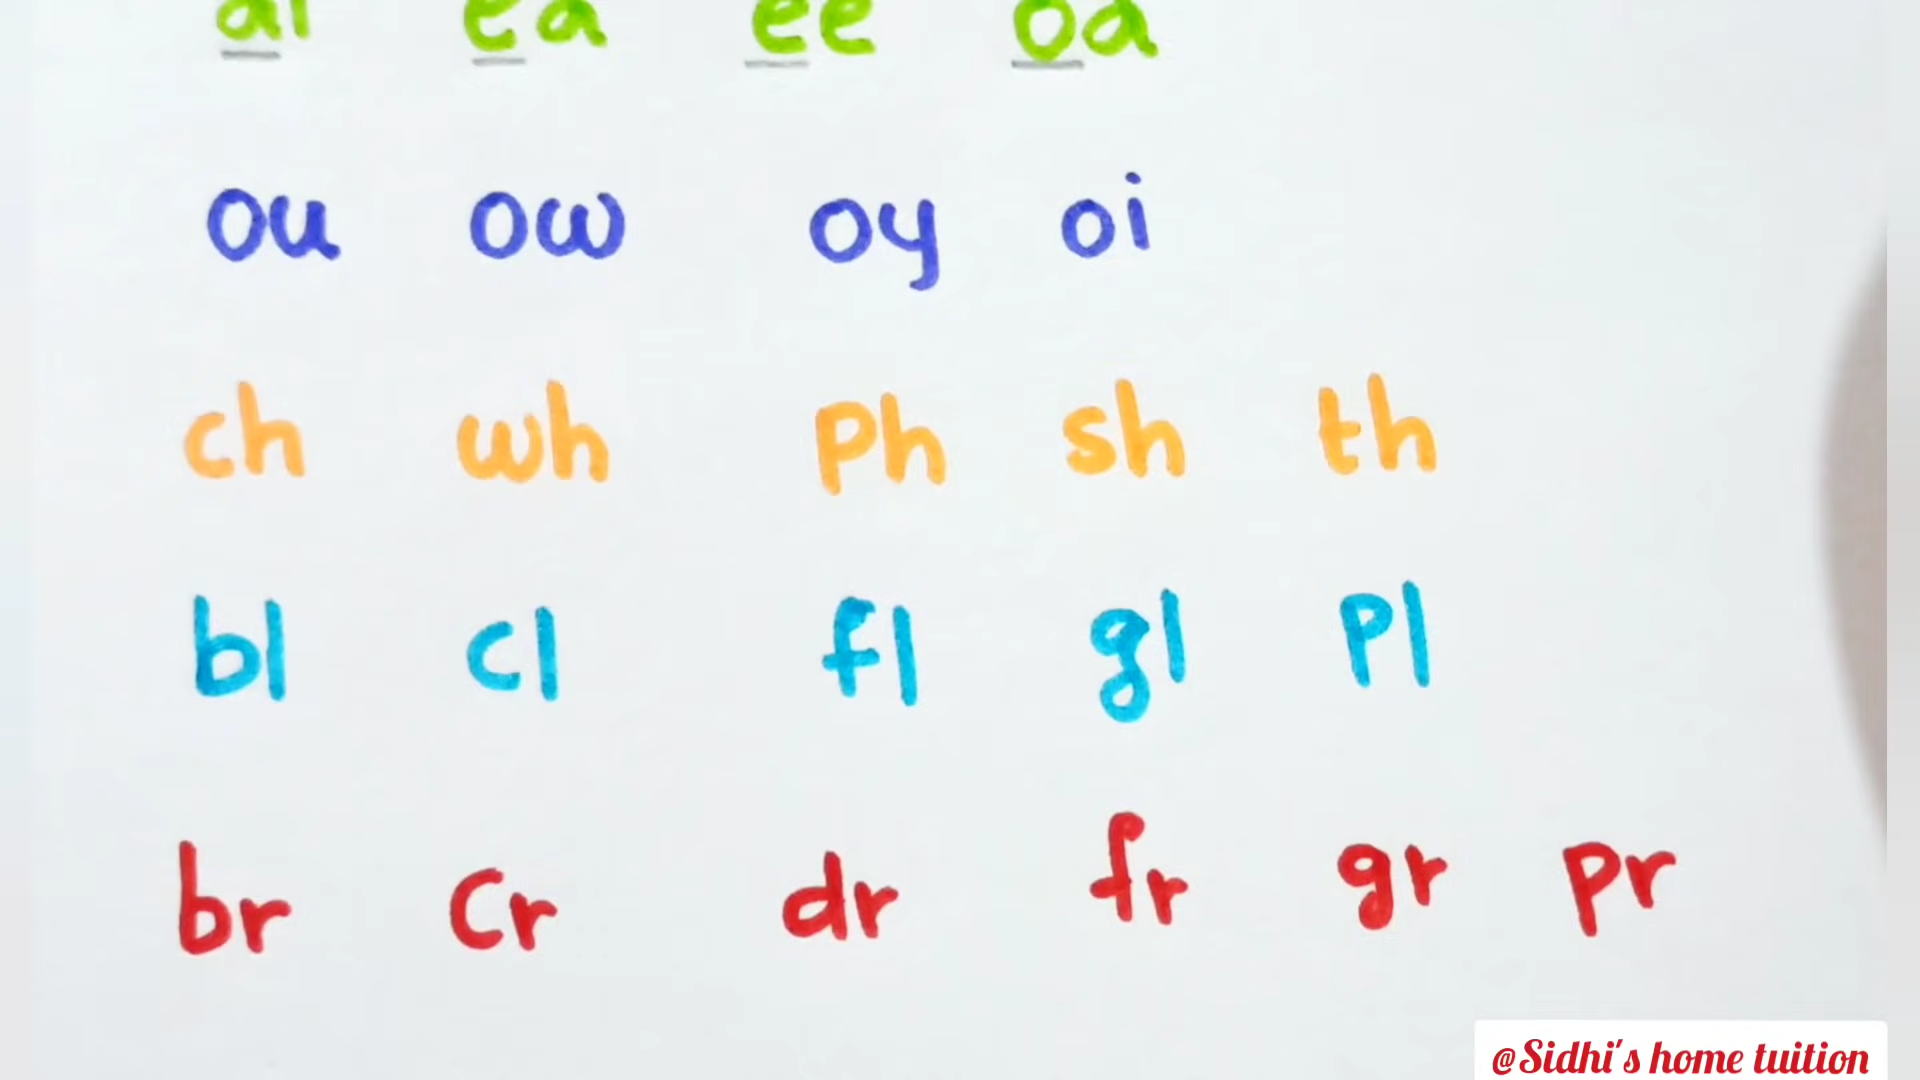 ai ea ee oa
ou ow oy oi
ch wh ph sh th
bl cl fl gl pl
br cr dr fr gr pr
@Sidhi's home tuition